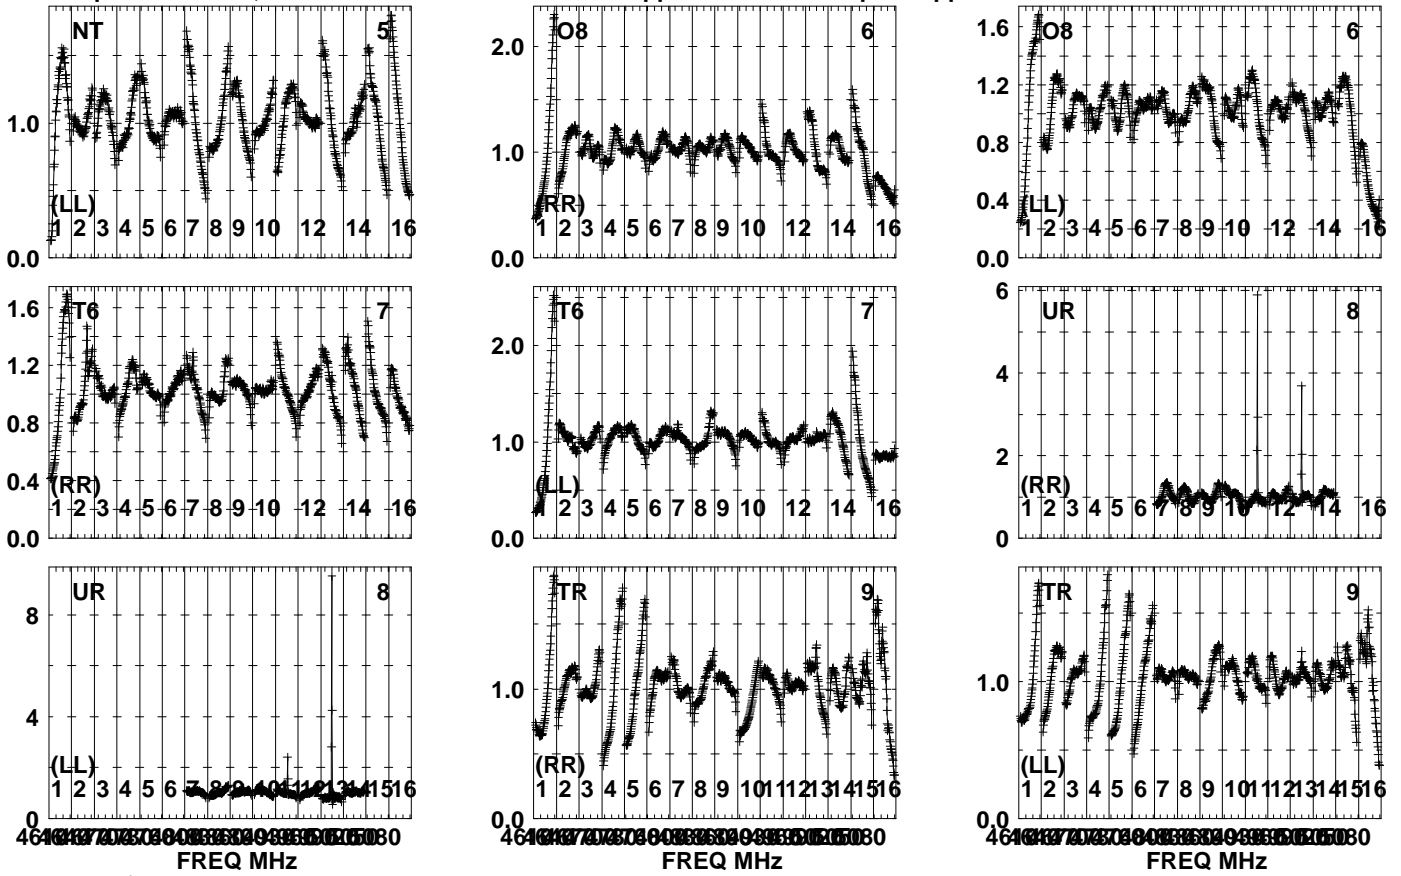 NT 5
1.0
(LL)
1 2 3 4 5 6 7 8 9 10 12 14 16
0.0
O8 6
2.0
1.0
(RR)
1 2 3 4 5 6 7 8 9 10 12 14 16
0.0
O8 6
1.6
1.2
0.8
0.4
(LL)
1 2 3 4 5 6 7 8 9 10 12 14 16
0.0
T6 7
1.6
1.2
0.8
0.4
(RR)
1 2 3 4 5 6 7 8 9 10 12 14 16
0.0
T6 7
2.0
1.0
(LL)
1 2 3 4 5 6 7 8 9 10 12 14 16
0.0
UR 8
6
4
2
(RR)
1 2 3 4 5 6 7 8 9 10 12 14 16
0
UR 8
8
4
(LL)
1 2 3 4 5 6 7 8 9 10 11 12 13 14 15 16
0
FREQ MHz
TR 9
1.0
(RR)
1 2 3 4 5 6 7 8 9 10 11 12 13 14 15 16
0.0
TR 9
1.0
(LL)
1 2 3 4 5 6 7 8 9 10 11 12 13 14 15 16
0.0
FREQ MHz